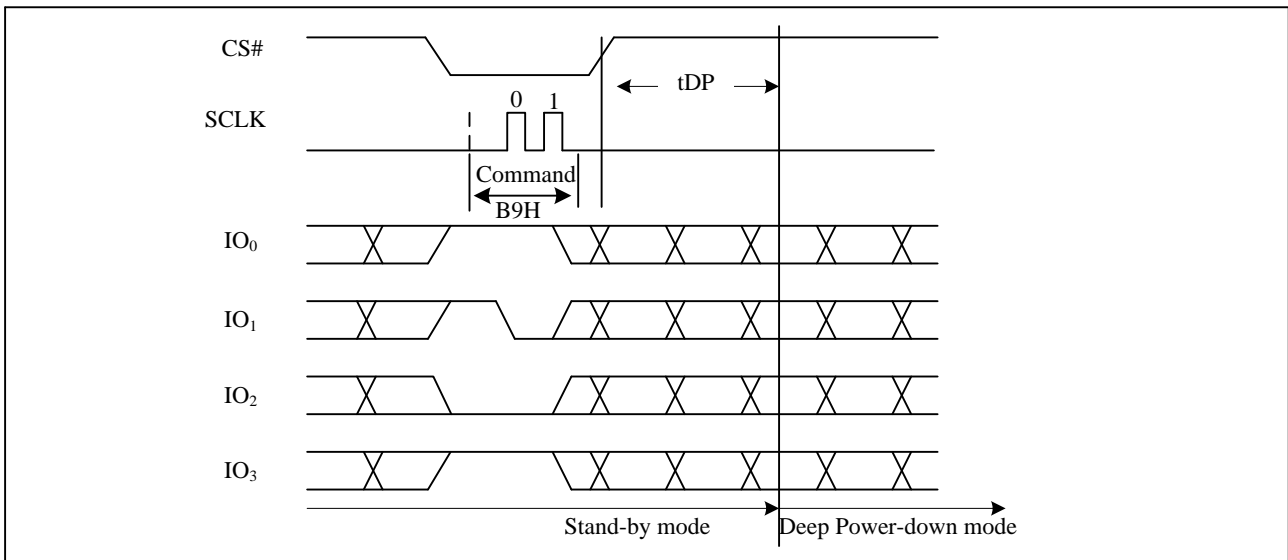 CS#
tDP
0 1
SCLK
Command
B9H
IO₀
IO₁
IO₂
IO₃
Stand-by mode
Deep Power-down mode